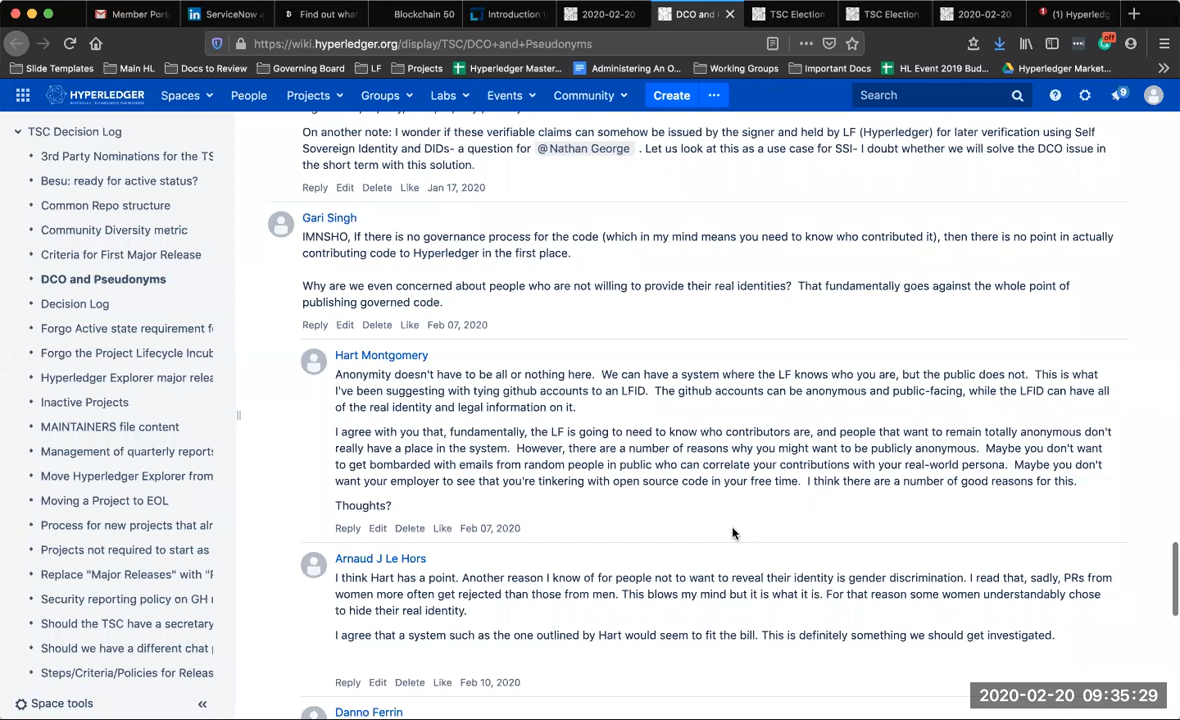 Member Por
ServiceNow
Find out wha
Blockchain 50
Introduction
2020-02-20
DCO and
TSC Election
TSC Election
2020-02-20
(1) Hyperledg
https://wiki.hyperledger.org/display/TSC/DCO+and+Pseudonyms
off
Slide Templates
Main HL
Docs to Review
Governing Board
LF
Projects
Hyperledger Master...
Administering An O...
Working Groups
Important Docs
HL Event 2019 Bud...
Hyperledger Market...
HYPERLEDGER
Spaces
People
Projects
Groups
Labs
Events
Community
Create
Search
9
TSC Decision Log
3rd Party Nominations for the TS
Besu: ready for active status?
Common Repo structure
Community Diversity metric
Criteria for First Major Release
DCO and Pseudonyms
Decision Log
Forgo Active state requirement f
Forgo the Project Lifecycle Incub
Hyperledger Explorer major relea
Inactive Projects
MAINTAINERS file content
Management of quarterly reports
Move Hyperledger Explorer from
Moving a Project to EOL
Process for new projects that alr
Projects not required to start as
Replace "Major Releases" with "F
Security reporting policy on GH r
Should the TSC have a secretary
Should we have a different chat
Steps/Criteria/Policies for Releas
Space tools
On another note: I wonder if these verifiable claims can somehow be issued by the signer and held by LF (Hyperledger) for later verification using Self
Sovereign Identity and DIDs- a question for @Nathan George . Let us look at this as a use case for SSI- I doubt whether we will solve the DCO issue in
the short term with this solution.
Reply Edit Delete Like Jan 17, 2020
Gari Singh
IMNSHO, If there is no governance process for the code (which in my mind means you need to know who contributed it), then there is no point in actually
contributing code to Hyperledger in the first place.
Why are we even concerned about people who are not willing to provide their real identities? That fundamentally goes against the whole point of
publishing governed code.
Reply Edit Delete Like Feb 07, 2020
Hart Montgomery
Anonymity doesn't have to be all or nothing here. We can have a system where the LF knows who you are, but the public does not. This is what
I've been suggesting with tying github accounts to an LFID. The github accounts can be anonymous and public-facing, while the LFID can have all
of the real identity and legal information on it.
I agree with you that, fundamentally, the LF is going to need to know who contributors are, and people that want to remain totally anonymous don't
really have a place in the system. However, there are a number of reasons why you might want to be publicly anonymous. Maybe you don't want
to get bombarded with emails from random people in public who can correlate your contributions with your real-world persona. Maybe you don't
want your employer to see that you're tinkering with open source code in your free time. I think there are a number of good reasons for this.
Thoughts?
Reply Edit Delete Like Feb 07, 2020
Arnaud J Le Hors
I think Hart has a point. Another reason I know of for people not to want to reveal their identity is gender discrimination. I read that, sadly, PRs from
women more often get rejected than those from men. This blows my mind but it is what it is. For that reason some women understandably chose
to hide their real identity.
I agree that a system such as the one outlined by Hart would seem to fit the bill. This is definitely something we should get investigated.
Reply Edit Delete Like Feb 10, 2020
Danno Ferrin
2020-02-20 09:35:29